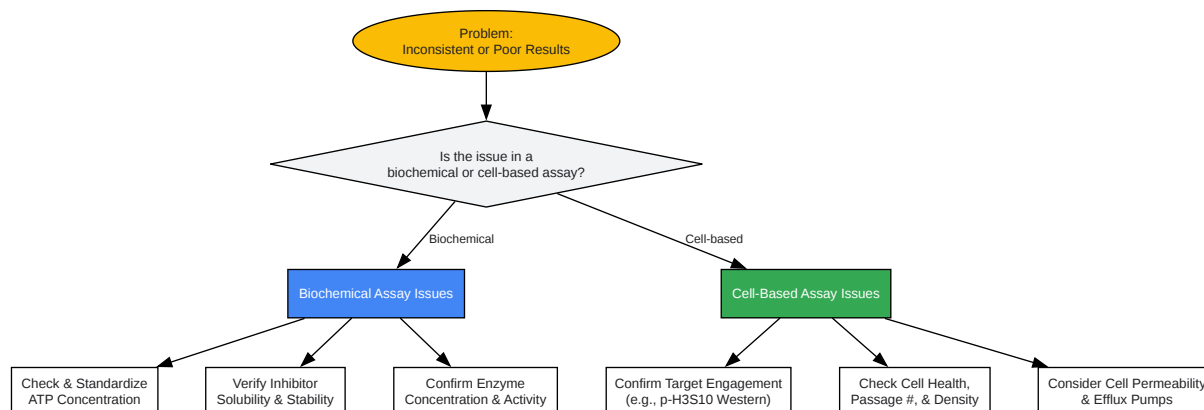 Problem:
Inconsistent or Poor Results
Is the issue in a
biochemical or cell-based assay?
Biochemical
Cell-based
Biochemical Assay Issues
Cell-Based Assay Issues
Check & Standardize
ATP Concentration
Verify Inhibitor
Solubility & Stability
Confirm Enzyme
Concentration & Activity
Confirm Target Engagement
(e.g., p-H3S10 Western)
Check Cell Health,
Passage #, & Density
Consider Cell Permeability
& Efflux Pumps